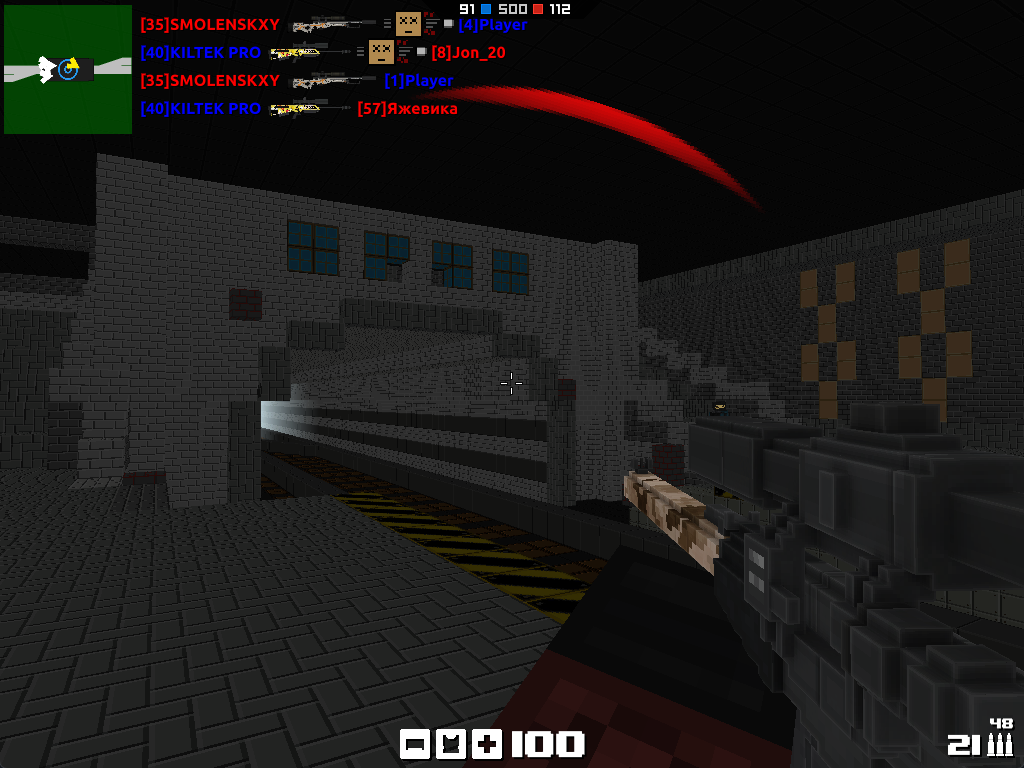 91 500 112
[35]SMOLENSKXY [4]Player
[40]KILTEK PRO [8]Jon_20
[35]SMOLENSKXY [1]Player
[40]KILTEK PRO [57]Яжевика
100
48
21